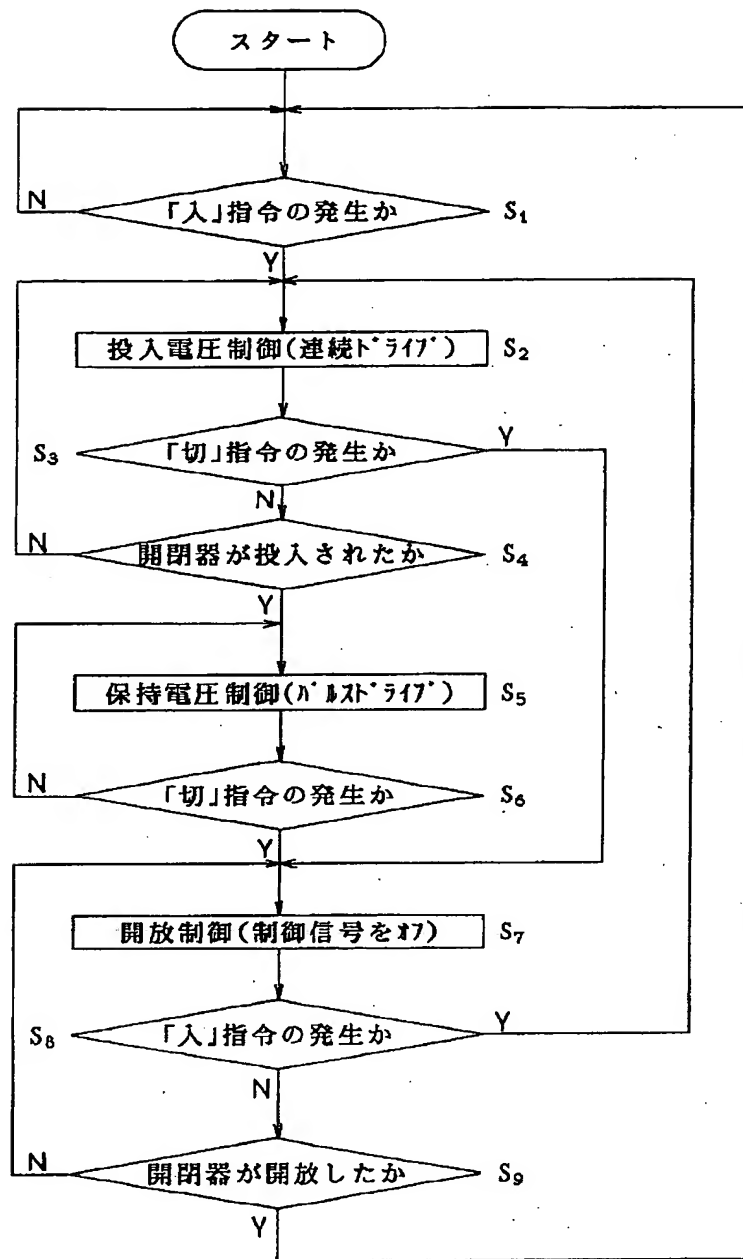 スタート
N 「入」指令の発生か S₁
Y
投入電圧制御(連続ﾄﾞﾗｲﾌﾞ) S₂
S₃ 「切」指令の発生か Y
N
N 開閉器が投入されたか S₄
Y
保持電圧制御(ﾊﾟﾙｽﾄﾞﾗｲﾌﾞ) S₅
N 「切」指令の発生か S₆
Y
開放制御(制御信号をｵﾌ) S₇
S₈ 「入」指令の発生か Y
N
N 開閉器が開放したか S₉
Y